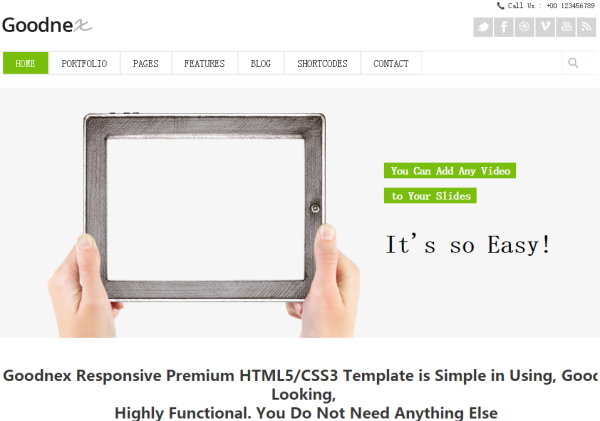 Call Us : +00 123456789
Goodnex
HOME PORTFOLIO PAGES FEATURES BLOG SHORTCODES CONTACT
You Can Add Any Video
to Your Slides
It's so Easy!
Goodnex Responsive Premium HTML5/CSS3 Template is Simple in Using, Good
Looking,
Highly Functional. You Do Not Need Anything Else